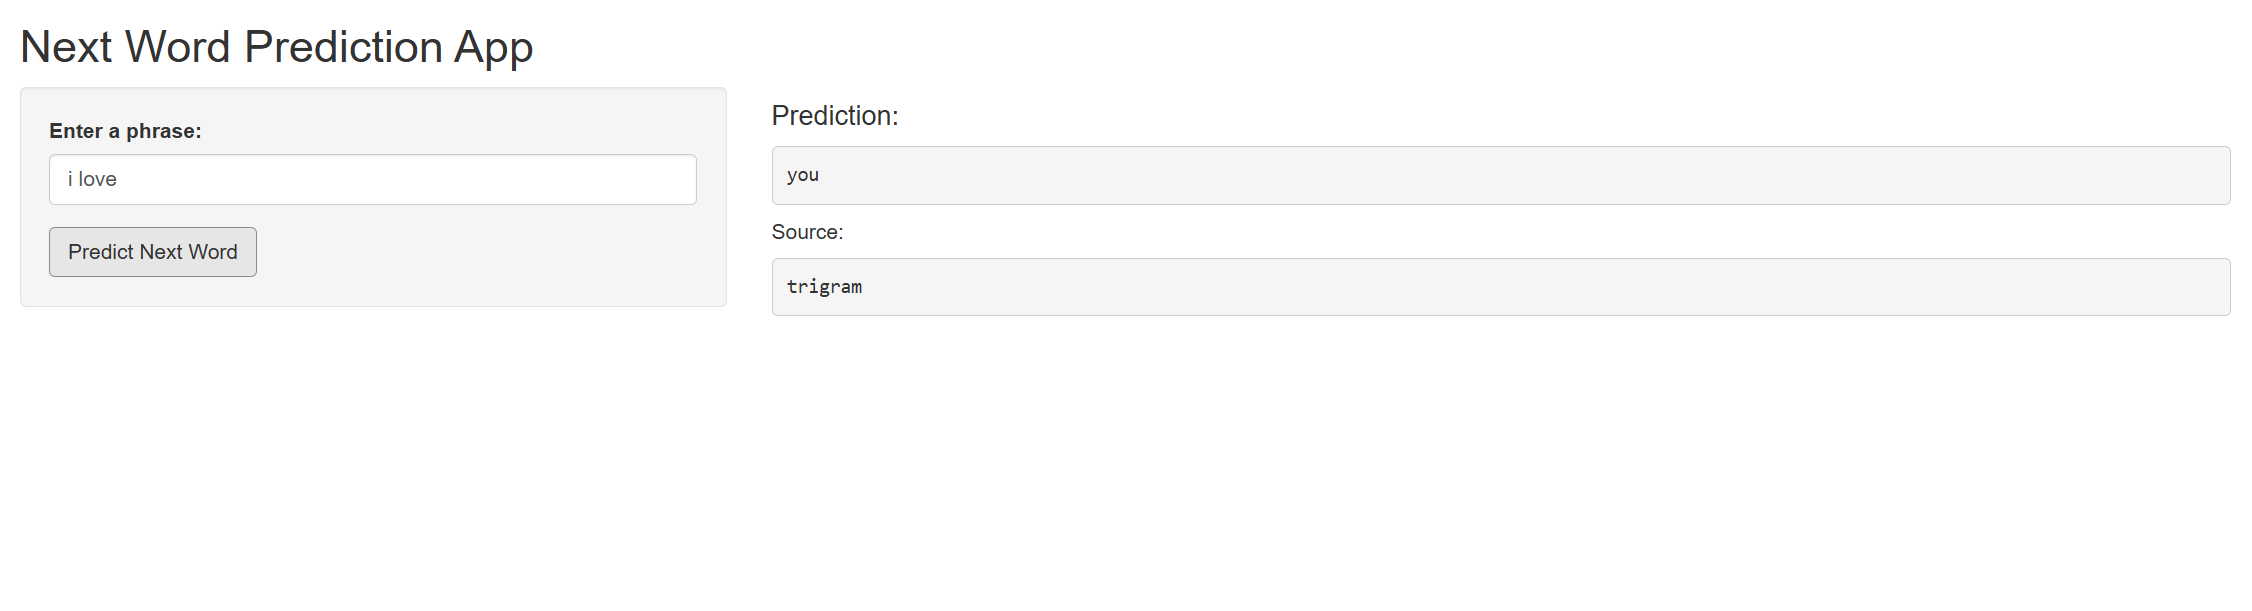 Next Word Prediction App
Enter a phrase:
i love
Predict Next Word
Prediction:
you
Source:
trigram